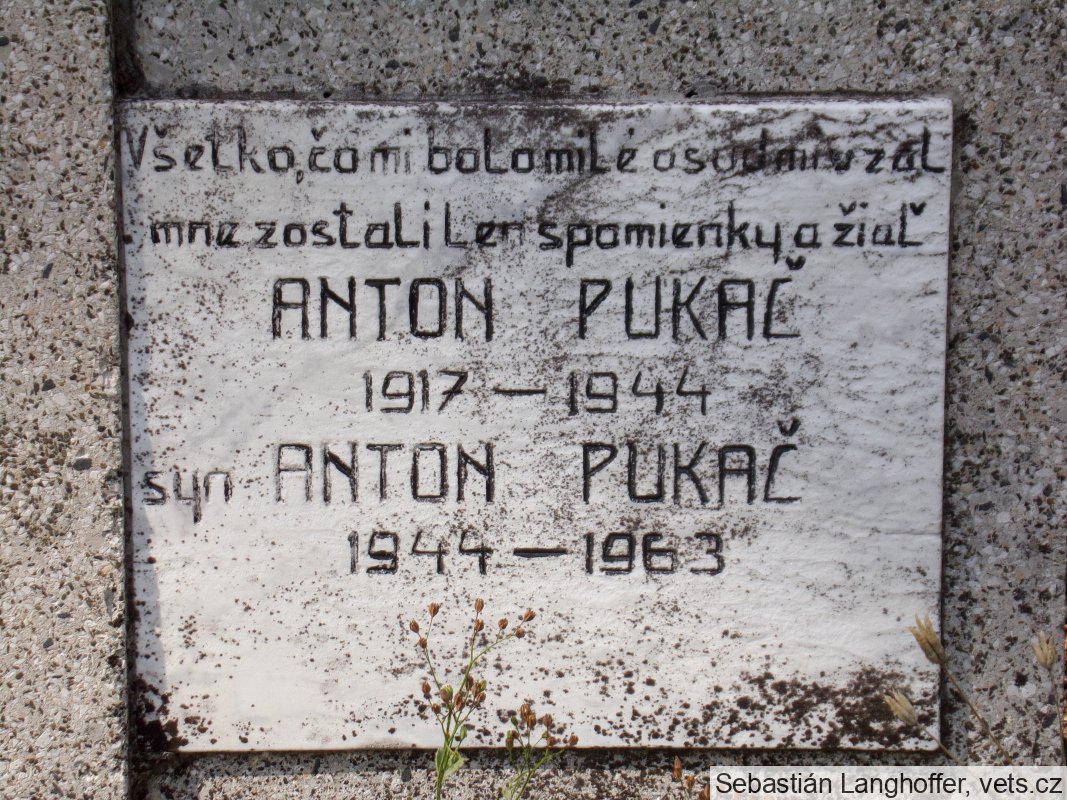 Všetko, čo mi bolo milé osud mi vzal
mne zostali len spomienky a žiaľ
ANTON PUKAČ
1917 – 1944
syn ANTON PUKAČ
1944 – 1963
Sebastián Langhoffer, vets.cz